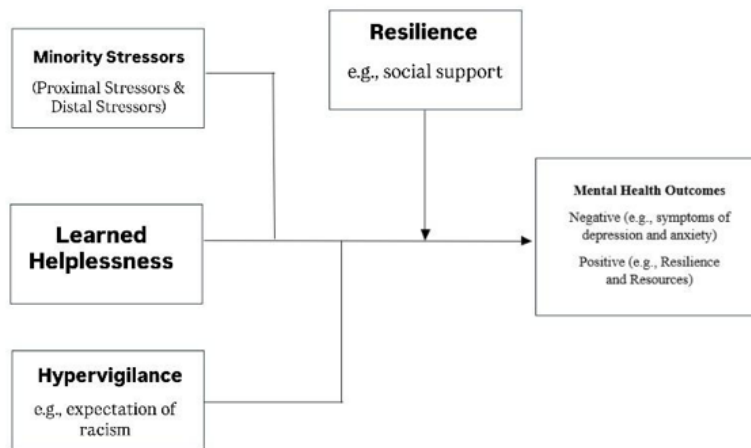 Minority Stressors
(Proximal Stressors &
Distal Stressors)
Resilience
e.g., social support
Learned
Helplessness
Mental Health Outcomes
Negative (e.g., symptoms of
depression and anxiety)
Positive (e.g., Resilience
and Resources)
Hypervigilance
e.g., expectation of
racism